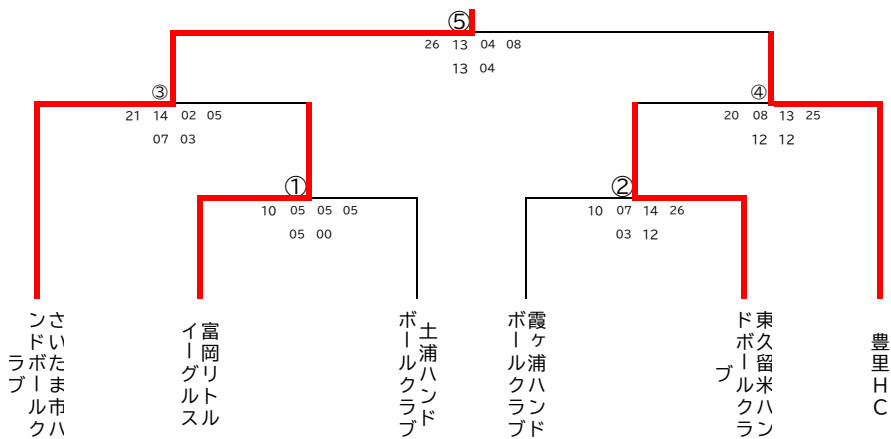 ⑤
26 13 04 08
13 04
③
21 14 02 05
07 03
④
20 08 13 25
12 12
①
10 05 05 05
05 00
②
10 07 14 26
03 12
さいたま市ハ
ンドボールク
ラブ
富岡リトル
イーグルス
土浦ハンド
ボールクラブ
霞ヶ浦ハンド
ボールクラブ
東久留米ハン
ドボールクラ
ブ
豊里HC